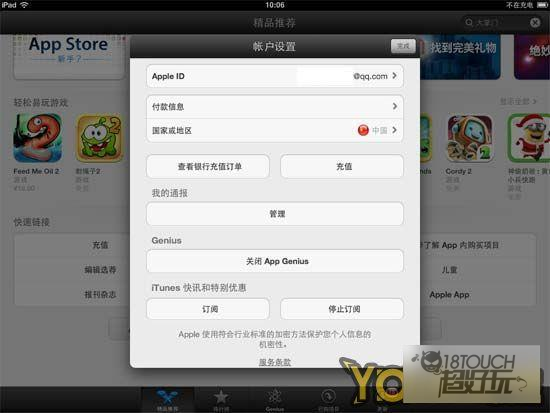 iPad
10:06
不在充电
精品推荐
大掌门
App Store
新手？
找到完美礼物
绝妙
帐户设置
完成
Apple ID
@qq.com
付款信息
国家或地区
中国
查看银行充值订单
充值
我的通报
管理
Genius
关闭 App Genius
iTunes 快讯和特别优惠
订阅
停止订阅
Apple 使用符合行业标准的加密方法保护您个人信息的
机密性。
服务条款
轻松易玩游戏
显示全部
Feed Me Oil 2
游戏
¥18.00
割绳子2
游戏
免费
Cordy 2
游戏
神偷奶爸：黄
小兵快跑
快速链接
充值
了解 App 内购买项目
编辑选荐
儿童
报刊杂志
Apple App
精品推荐
排行榜
Genius
已购项目
更新
18TOUCH
超好玩